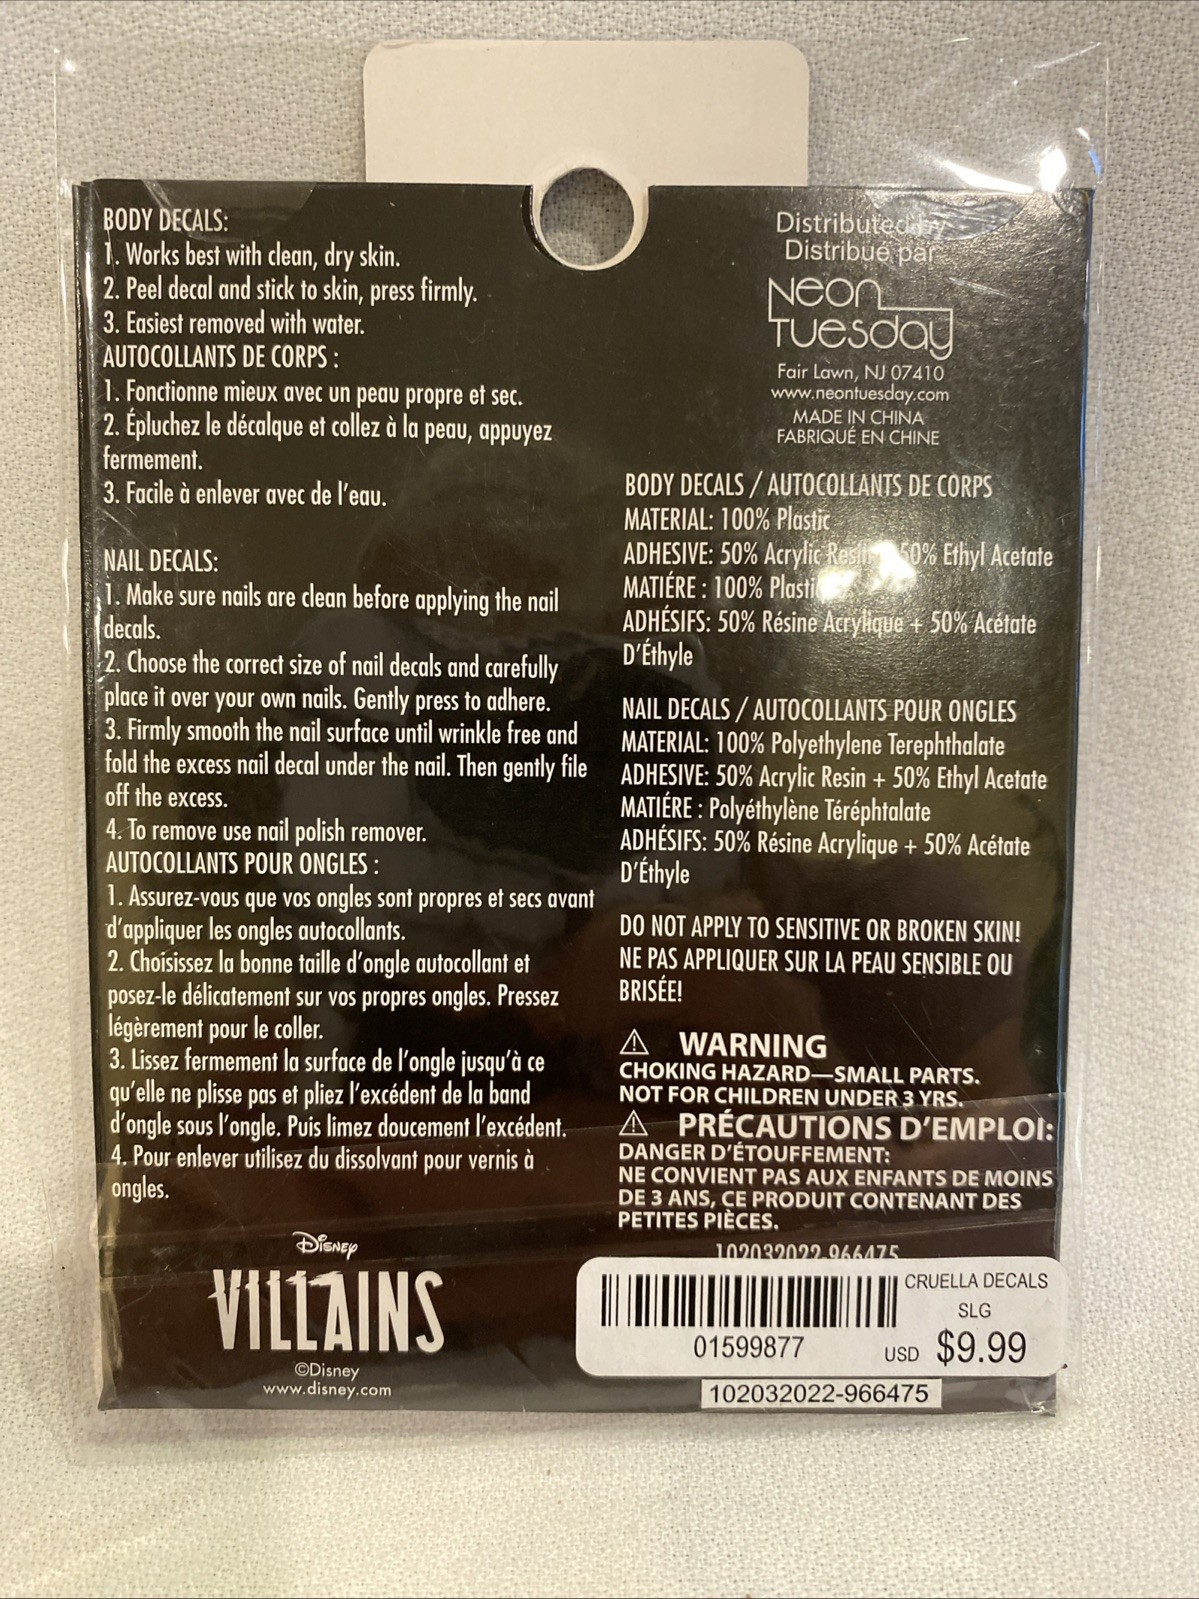 BODY DECALS:
1. Works best with clean, dry skin.
2. Peel decal and stick to skin, press firmly.
3. Easiest removed with water.
AUTOCOLLANTS DE CORPS :
1. Fonctionne mieux avec un peau propre et sec.
2. Épluchez le décalque et collez à la peau, appuyez
fermement.
3. Facile à enlever avec de l'eau.
NAIL DECALS:
1. Make sure nails are clean before applying the nail
decals.
2. Choose the correct size of nail decals and carefully
place it over your own nails. Gently press to adhere.
3. Firmly smooth the nail surface until wrinkle free and
fold the excess nail decal under the nail. Then gently file
off the excess.
4. To remove use nail polish remover.
AUTOCOLLANTS POUR ONGLES :
1. Assurez-vous que vos ongles sont propres et secs avant
d'appliquer les ongles autocollants.
2. Choisissez la bonne taille d'ongle autocollant et
posez-le délicatement sur vos propres ongles. Pressez
légèrement pour le coller.
3. Lissez fermement la surface de l'ongle jusqu'à ce
qu'elle ne plisse pas et pliez l'excédent de la band
d'ongle sous l'ongle. Puis limez doucement l'excédent.
4. Pour enlever utilisez du dissolvant pour vernis à
ongles.
Disney
VILLAINS
©Disney
www.disney.com
Distributed by
Distribué par
Neon
Tuesday
Fair Lawn, NJ 07410
www.neontuesday.com
MADE IN CHINA
FABRIQUÉ EN CHINE
BODY DECALS / AUTOCOLLANTS DE CORPS
MATERIAL: 100% Plastic
ADHESIVE: 50% Acrylic Resin 50% Ethyl Acetate
MATIÉRE : 100% Plasti
ADHÉSIFS: 50% Résine Acrylique + 50% Acétate
D'Éthyle
NAIL DECALS / AUTOCOLLANTS POUR ONGLES
MATERIAL: 100% Polyethylene Terephthalate
ADHESIVE: 50% Acrylic Resin + 50% Ethyl Acetate
MATIÉRE : Polyéthylène Téréphtalate
ADHÉSIFS: 50% Résine Acrylique + 50% Acétate
D'Éthyle
DO NOT APPLY TO SENSITIVE OR BROKEN SKIN!
NE PAS APPLIQUER SUR LA PEAU SENSIBLE OU
BRISÉE!
⚠ WARNING
CHOKING HAZARD—SMALL PARTS.
NOT FOR CHILDREN UNDER 3 YRS.
⚠ PRÉCAUTIONS D'EMPLOI:
DANGER D'ÉTOUFFEMENT:
NE CONVIENT PAS AUX ENFANTS DE MOINS
DE 3 ANS, CE PRODUIT CONTENANT DES
PETITES PIÈCES.
102032022-966475
CRUELLA DECALS
SLG
01599877
USD $9.99
102032022-966475